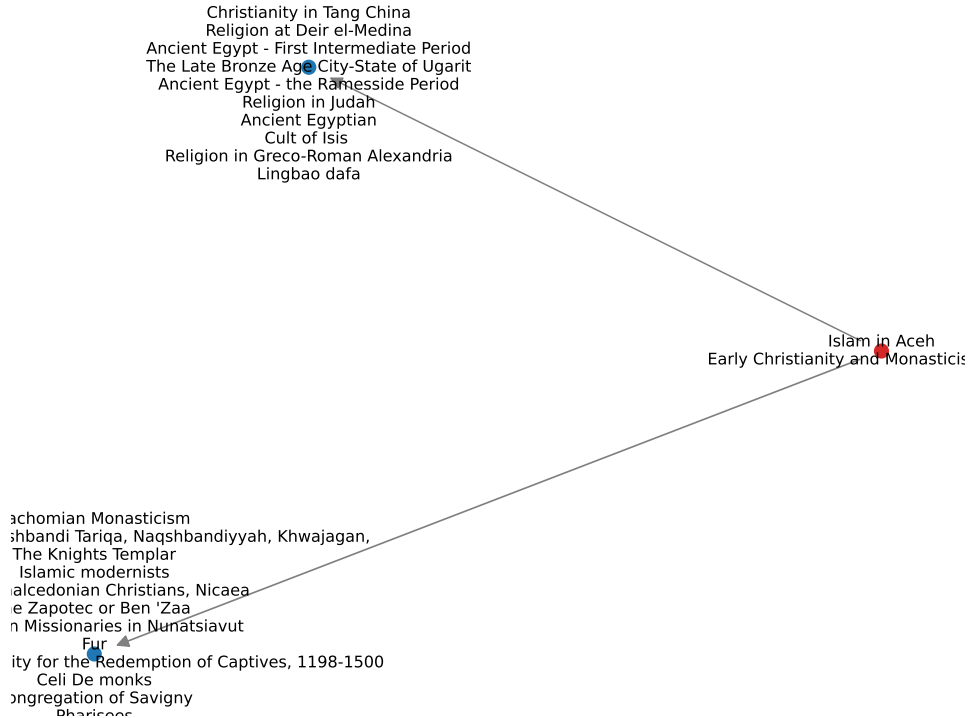 Christianity in Tang China
Religion at Deir el-Medina
Ancient Egypt - First Intermediate Period
The Late Bronze Age City-State of Ugarit
Ancient Egypt - the Ramesside Period
Religion in Judah
Ancient Egyptian
Cult of Isis
Religion in Greco-Roman Alexandria
Lingbao dafa
Islam in Aceh
Early Christianity and Monasticis
achomian Monasticism
shbandi Tariqa, Naqshbandiyyah, Khwajagan,
The Knights Templar
Islamic modernists
alcedonian Christians, Nicaea
e Zapotec or Ben 'Zaa
n Missionaries in Nunatsiavut
Fur
ity for the Redemption of Captives, 1198-1500
Celi De monks
ongregation of Savigny
Pharisees